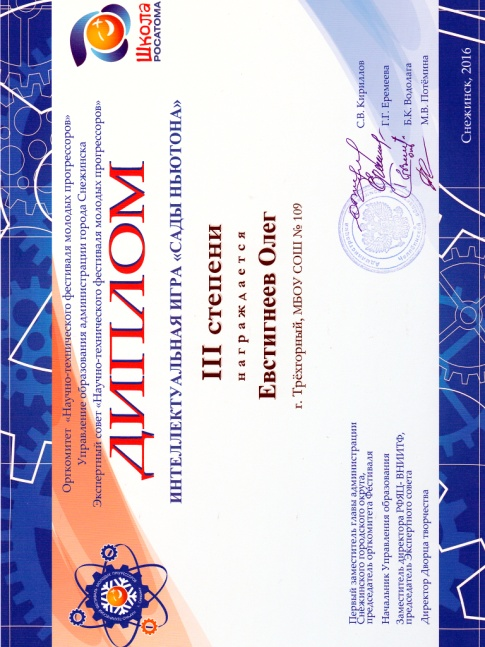 Школа
РОСАТОМА
Оргкомитет «Научно-технического фестиваля молодых прогрессоров»
Управление образования администрации города Снежинска
Экспертный совет «Научно-технического фестиваля молодых прогрессоров»
ДИПЛОМ
ИНТЕЛЛЕКТУАЛЬНАЯ ИГРА «САДЫ НЬЮТОНА»
III степени
награждается
Евстигнеев Олег
г. Трёхгорный, МБОУ СОШ № 109
Первый заместитель главы администрации
Снежинского городского округа,
председатель оргкомитета Фестиваля
С.В. Кириллов
Начальник Управления образования
Г.Г. Еремеева
Заместитель директора РФЯЦ- ВНИИТФ,
председатель Экспертного совета
Б.К. Водолага
Директор Дворца творчества
М.В. Потёмина
Снежинск, 2016